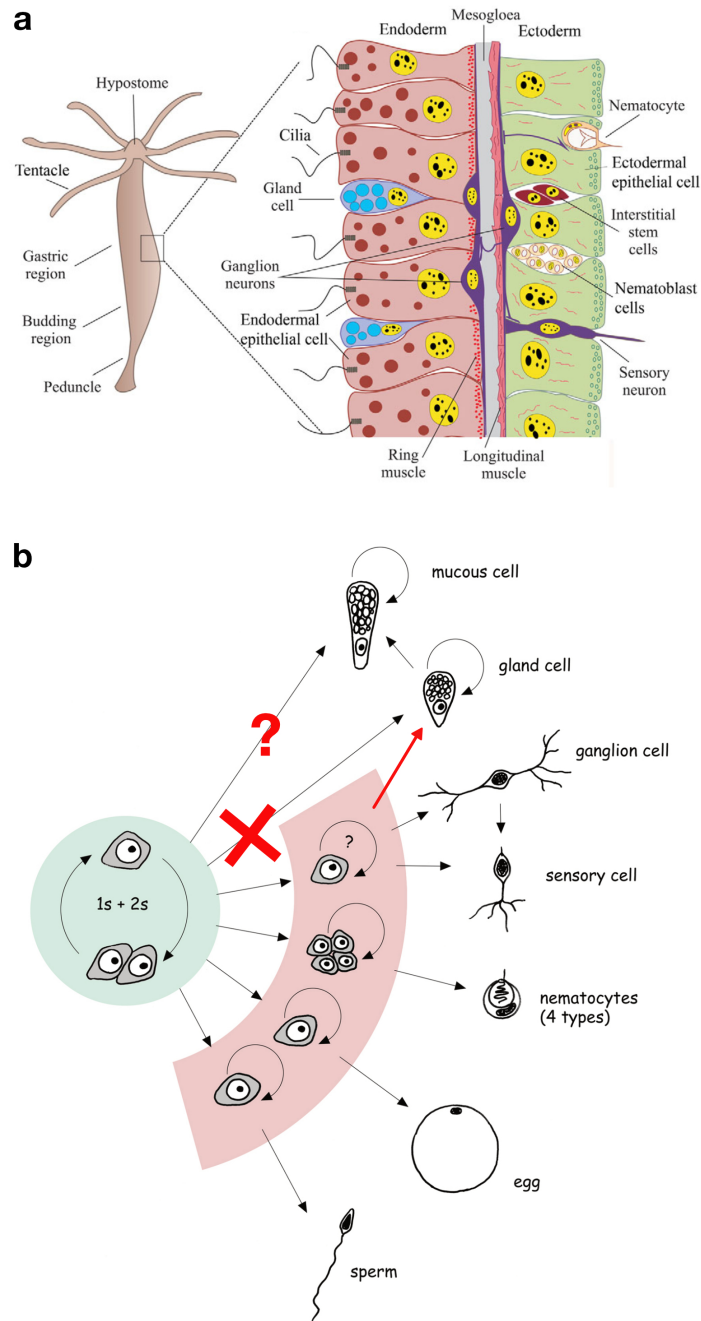 a
Endoderm
Mesogloea
Ectoderm
Hypostome
Nematocyte
Cilia
Tentacle
Ectodermal
epithelial cell
Gland
cell
Interstitial
stem
cells
Gastric
region
Ganglion
neurons
Nematoblast
cells
Budding
region
Endodermal
epithelial cell
Sensory
neuron
Peduncle
Ring
muscle
Longitudinal
muscle
b
mucous cell
gland cell
?
ganglion cell
?
1s + 2s
sensory cell
nematocytes
(4 types)
egg
sperm